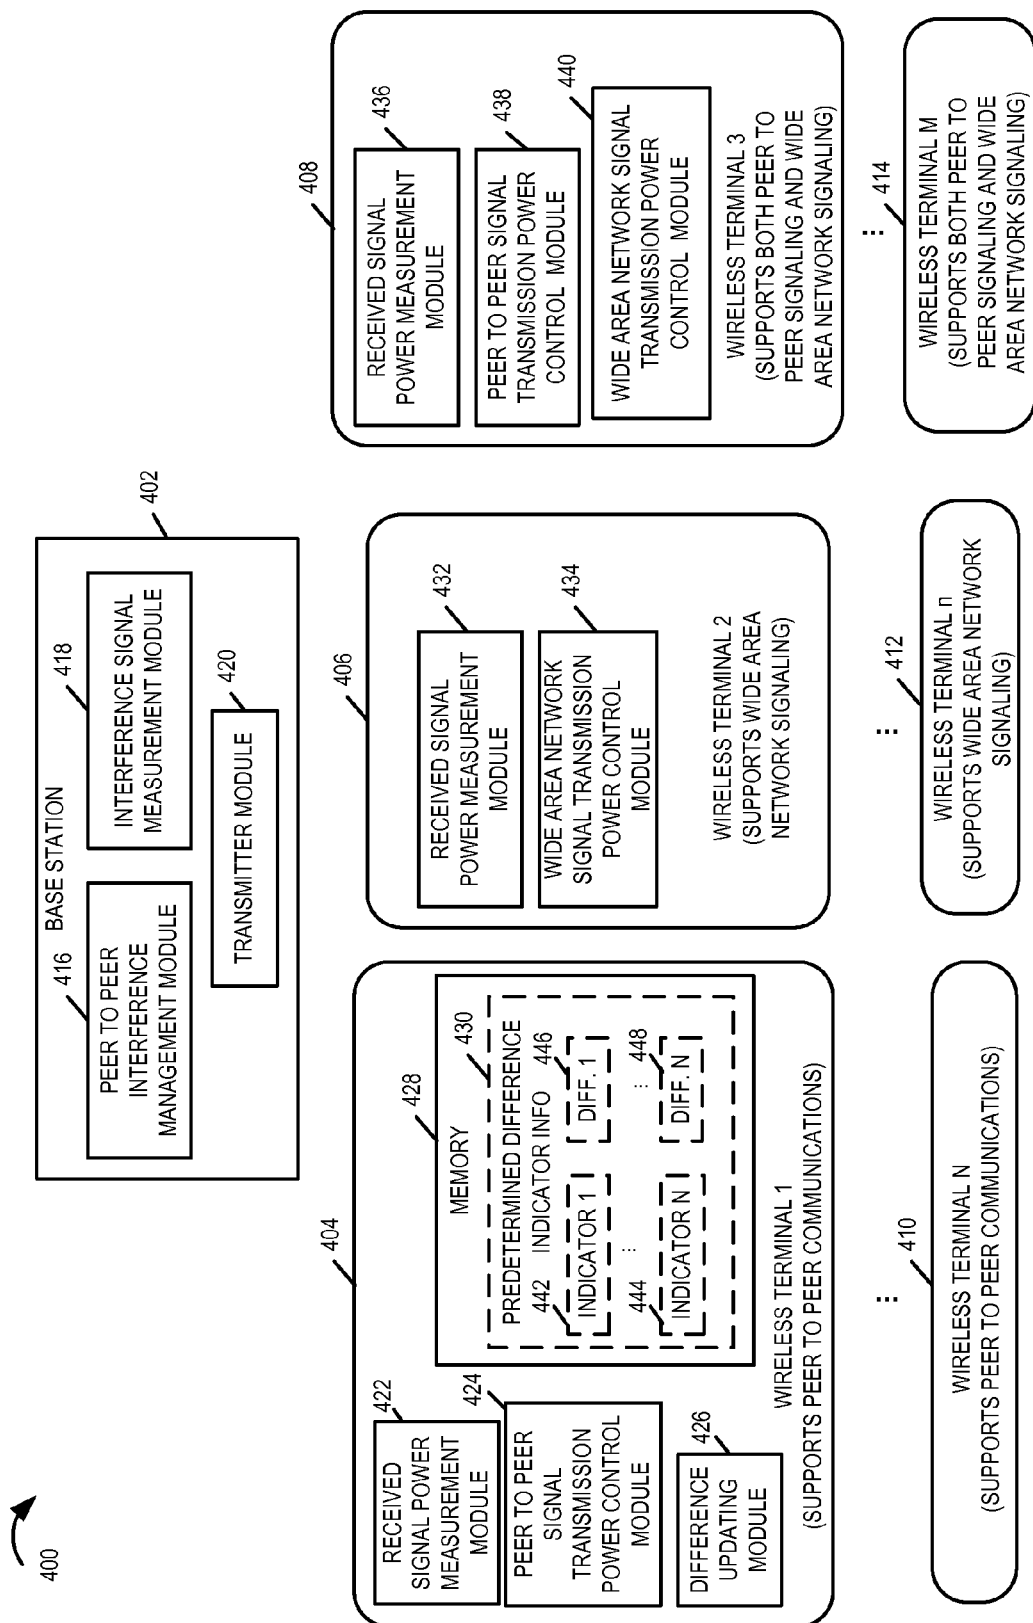 400
BASE STATION
402
416
PEER TO PEER
INTERFERENCE
MANAGEMENT MODULE
418
INTERFERENCE SIGNAL
MEASUREMENT MODULE
420
TRANSMITTER MODULE
404
422
RECEIVED
SIGNAL POWER
MEASUREMENT
MODULE
424
PEER TO PEER
SIGNAL
TRANSMISSION
POWER CONTROL
MODULE
426
DIFFERENCE
UPDATING
MODULE
428
MEMORY
430
PREDETERMINED DIFFERENCE
INDICATOR INFO
442
INDICATOR 1
446
DIFF. 1
...
...
444
INDICATOR N
448
DIFF. N
WIRELESS TERMINAL 1
(SUPPORTS PEER TO PEER COMMUNICATIONS)
406
432
RECEIVED SIGNAL
POWER MEASUREMENT
MODULE
434
WIDE AREA NETWORK
SIGNAL TRANSMISSION
POWER CONTROL
MODULE
WIRELESS TERMINAL 2
(SUPPORTS WIDE AREA
NETWORK SIGNALING)
408
436
RECEIVED SIGNAL
POWER MEASUREMENT
MODULE
438
PEER TO PEER SIGNAL
TRANSMISSION POWER
CONTROL MODULE
440
WIDE AREA NETWORK SIGNAL
TRANSMISSION POWER
CONTROL MODULE
WIRELESS TERMINAL 3
(SUPPORTS BOTH PEER TO
PEER SIGNALING AND WIDE
AREA NETWORK SIGNALING)
...
410
WIRELESS TERMINAL N
(SUPPORTS PEER TO PEER COMMUNICATIONS)
...
412
WIRELESS TERMINAL n
(SUPPORTS WIDE AREA NETWORK
SIGNALING)
...
414
WIRELESS TERMINAL M
(SUPPORTS BOTH PEER TO
PEER SIGNALING AND WIDE
AREA NETWORK SIGNALING)